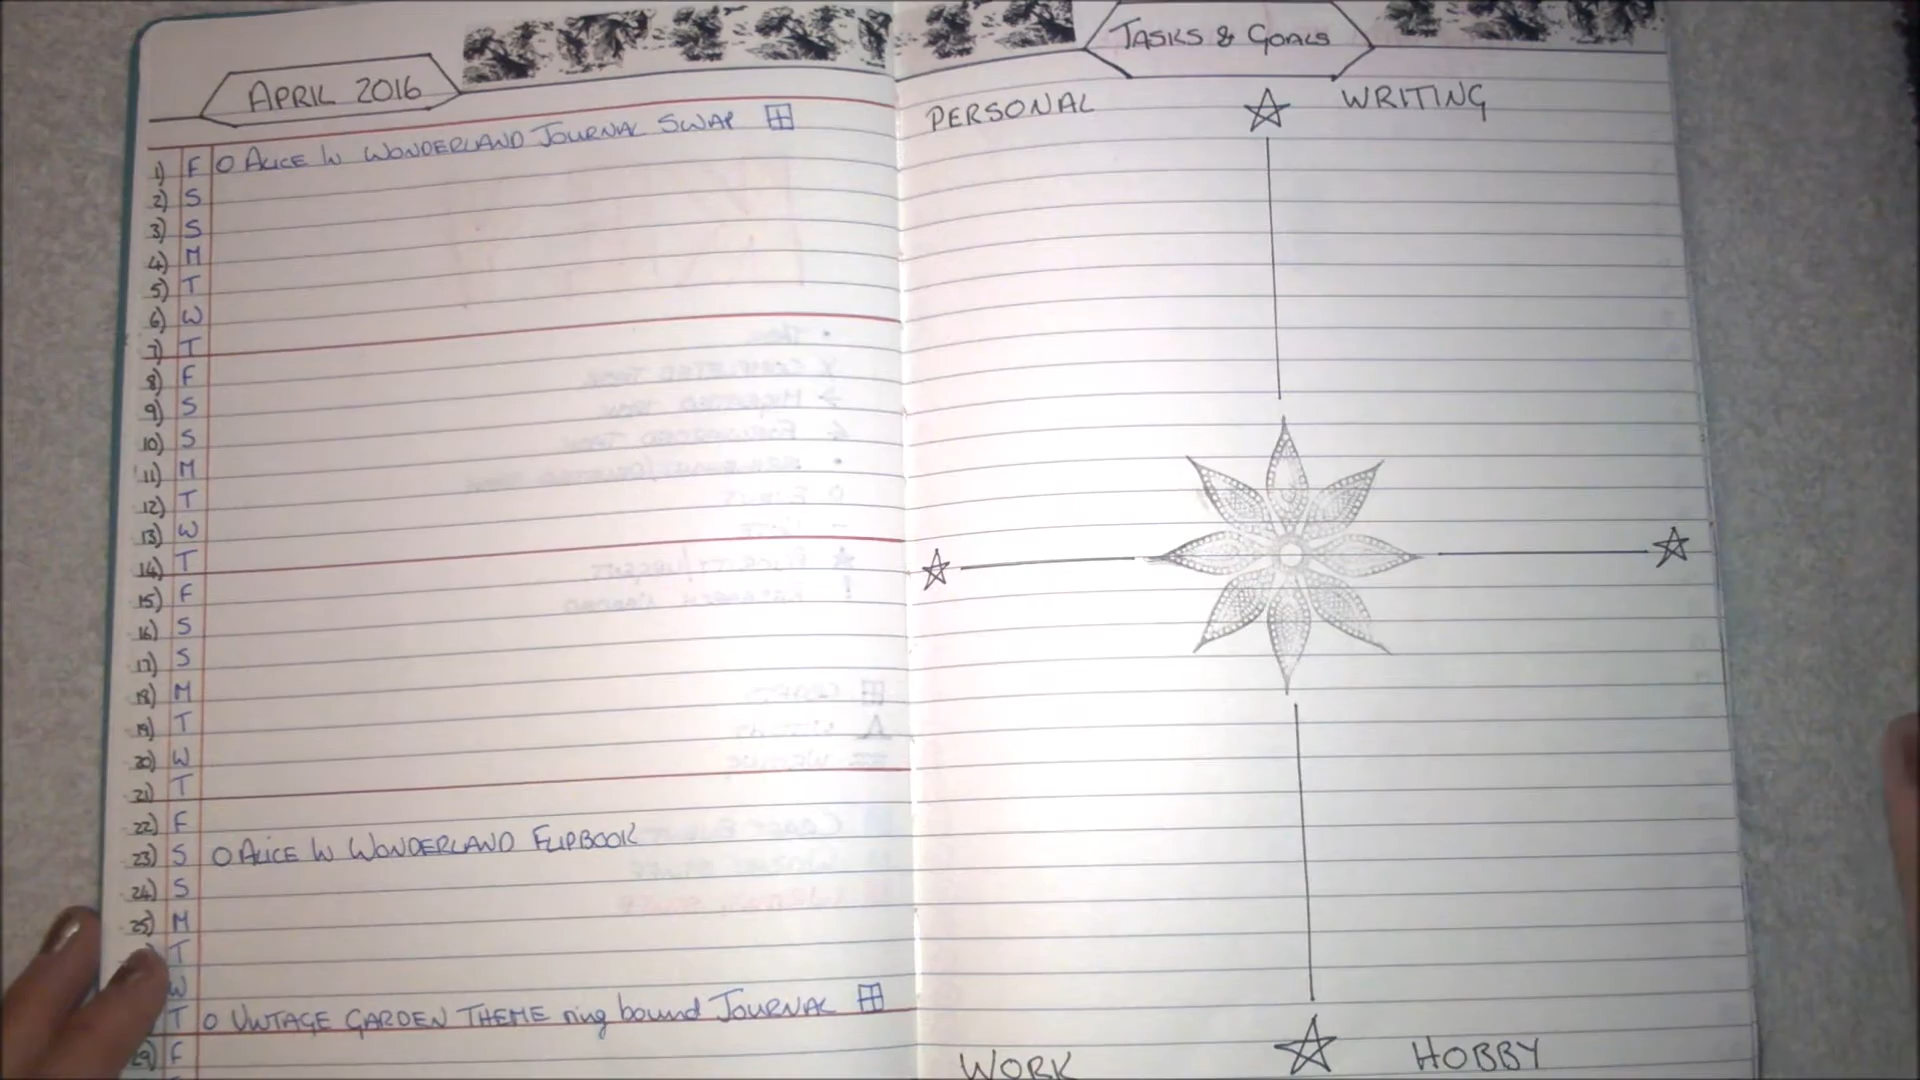 APRIL 2016
1) F O ALICE IN WONDERLAND JOURNAL SWAP
2) S
3) S
4) M
5) T
6) W
7) T
8) F
9) S
10) S
11) M
12) T
13) W
14) T
15) F
16) S
17) S
18) M
19) T
20) W
21) T
22) F
23) S O ALICE IN WONDERLAND FLIPBOOK
24) S
25) M
T
W
T O VINTAGE GARDEN THEME ring bound JOURNAL
29) F
TASKS & GOALS
PERSONAL WRITING
WORK HOBBY